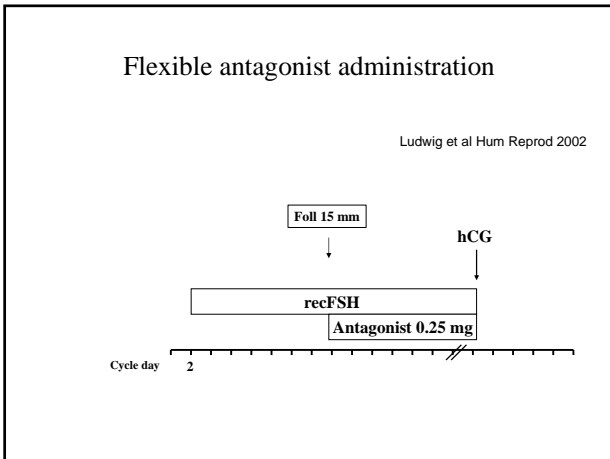 Flexible antagonist administration
Ludwig et al Hum Reprod 2002
Foll 15 mm
hCG
recFSH
Antagonist 0.25 mg
Cycle day 2